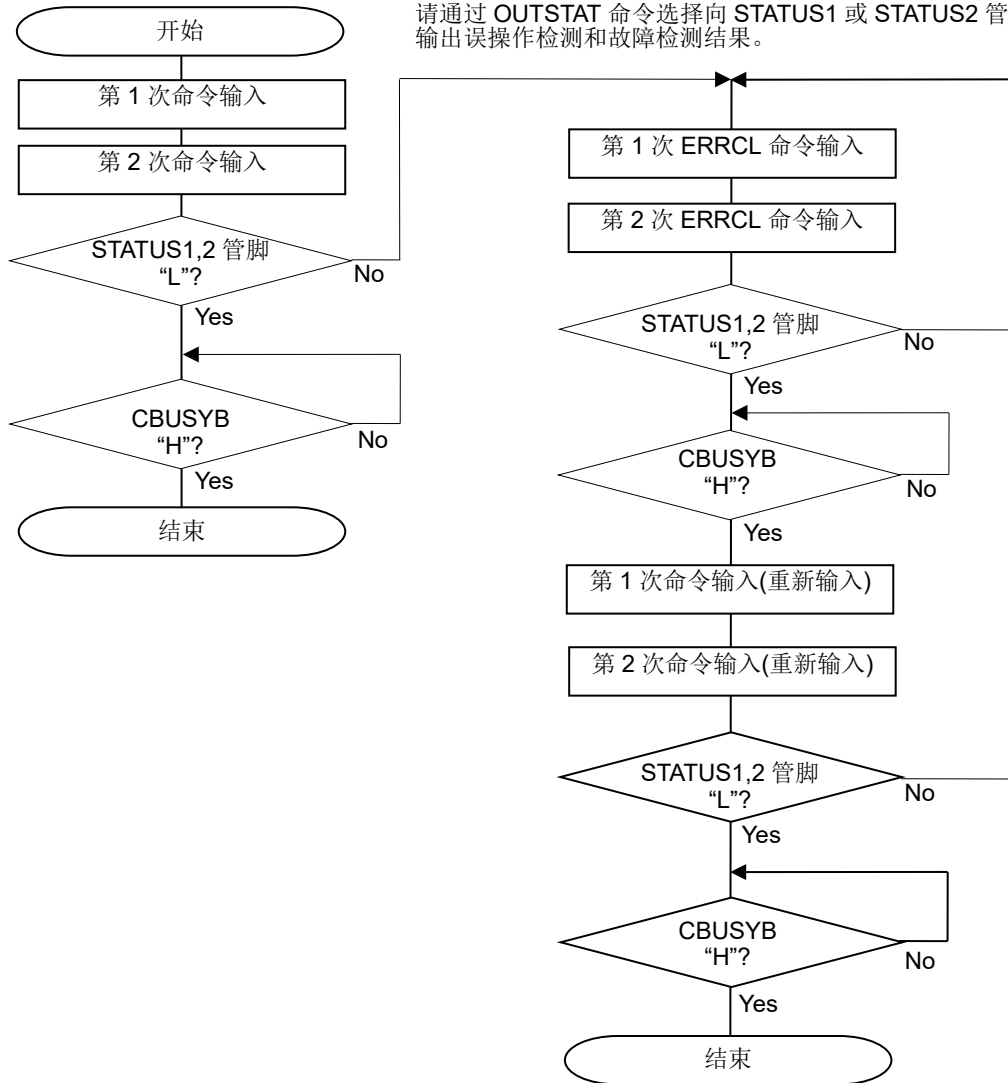 请通过 OUTSTAT 命令选择向 STATUS1 或 STATUS2 管
输出误操作检测和故障检测结果。
开始
第 1 次命令输入
第 2 次命令输入
STATUS1,2 管脚
“L”?
No
Yes
CBUSYB
“H”?
No
Yes
结束
第 1 次 ERRCL 命令输入
第 2 次 ERRCL 命令输入
STATUS1,2 管脚
“L”?
No
Yes
CBUSYB
“H”?
No
Yes
第 1 次命令输入(重新输入)
第 2 次命令输入(重新输入)
STATUS1,2 管脚
“L”?
No
Yes
CBUSYB
“H”?
No
Yes
结束